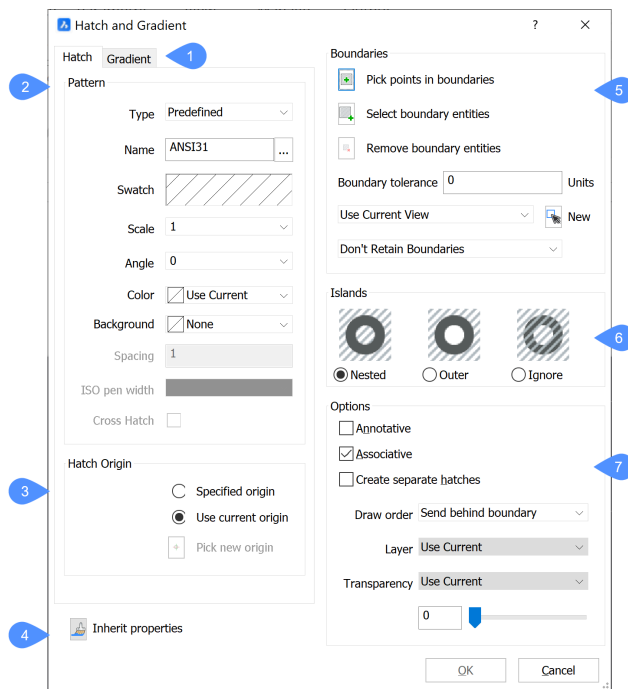 Hatch and Gradient ? ×
Hatch Gradient 1
2 Pattern
Type Predefined
Name ANSI31 ...
Swatch
Scale 1
Angle 0
Color Use Current
Background None
Spacing 1
ISO pen width
Cross Hatch
3 Hatch Origin
Specified origin
Use current origin
Pick new origin
4 Inherit properties
Boundaries
Pick points in boundaries 5
Select boundary entities
Remove boundary entities
Boundary tolerance 0 Units
Use Current View New
Don't Retain Boundaries
Islands
6
Nested Outer Ignore
Options
Annotative
Associative 7
Create separate hatches
Draw order Send behind boundary
Layer Use Current
Transparency Use Current
0
OK Cancel